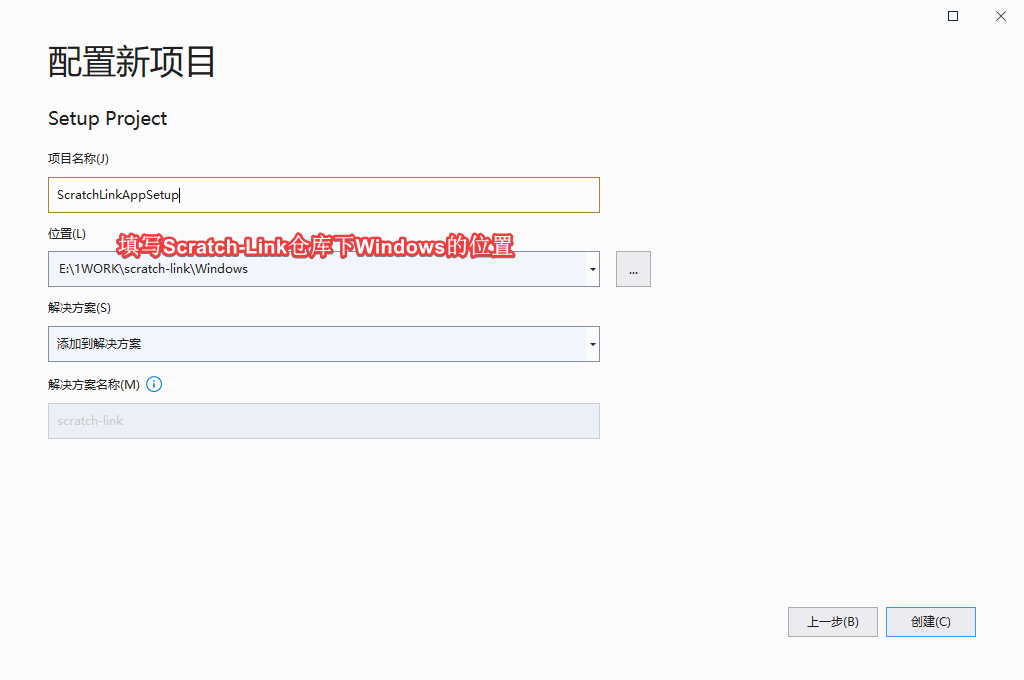 配置新项目
Setup Project
项目名称(J)
ScratchLinkAppSetup
位置(L)
填写Scratch-Link仓库下Windows的位置
E:\1WORK\scratch-link\Windows
...
解决方案(S)
添加到解决方案
解决方案名称(M)
scratch-link
上一步(B)
创建(C)